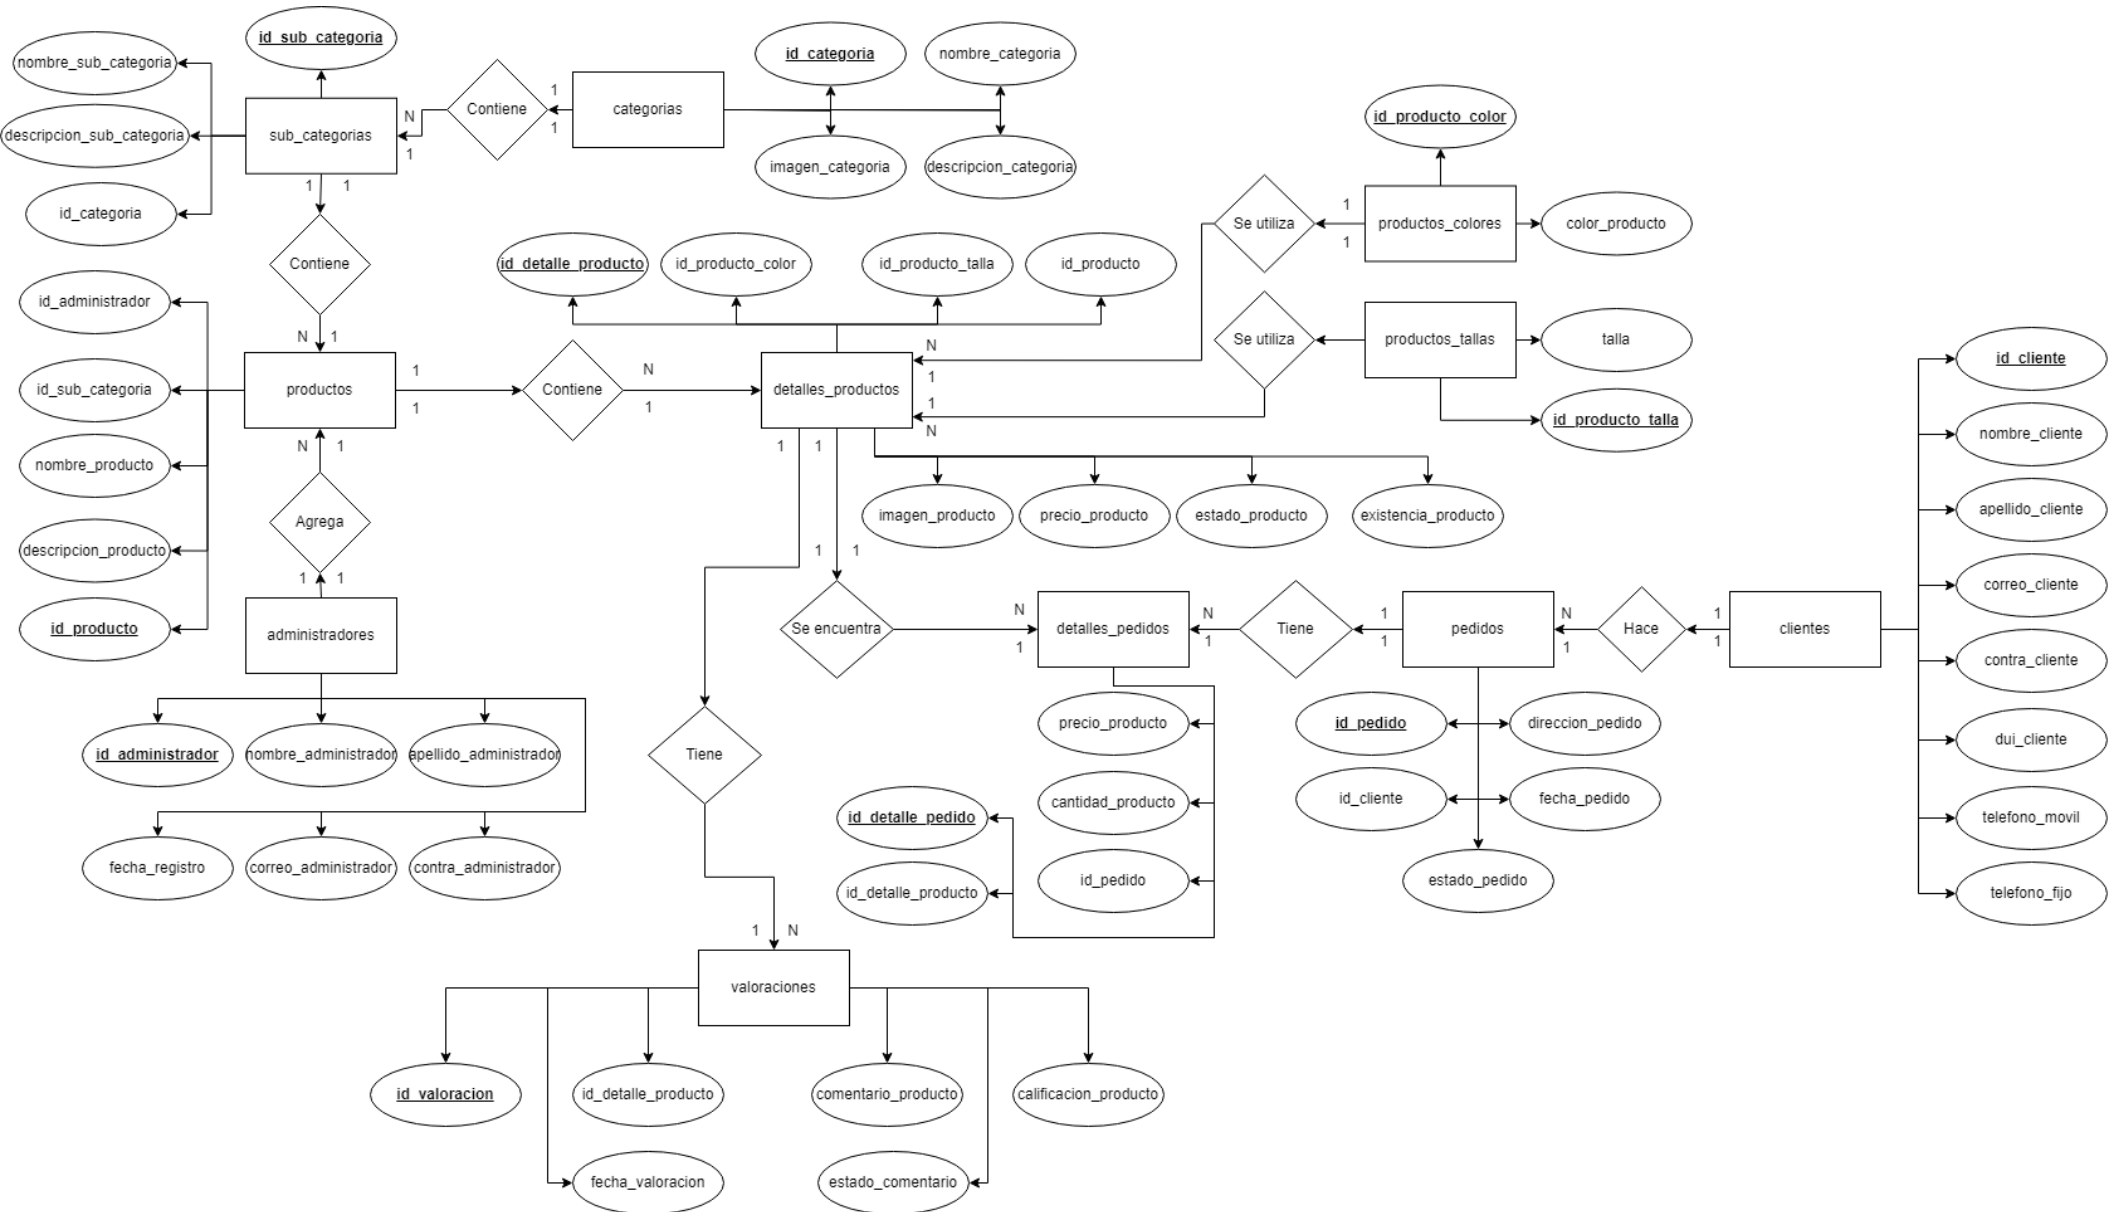 id_sub_categoria
nombre_sub_categoria
descripcion_sub_categoria
sub_categorias
id_categoria
N
1
Contiene
1
1
categorias
id_categoria
nombre_categoria
imagen_categoria
descripcion_categoria
1
1
Contiene
N
1
id_producto_color
productos_colores
color_producto
1
1
Se utiliza
id_detalle_producto
id_producto_color
id_producto_talla
id_producto
Se utiliza
productos_tallas
talla
id_producto_talla
id_administrador
id_sub_categoria
nombre_producto
descripcion_producto
id_producto
productos
1
1
Contiene
N
1
detalles_productos
N
1
1
N
N
1
Agrega
1
1
administradores
id_administrador
nombre_administrador
apellido_administrador
fecha_registro
correo_administrador
contra_administrador
1
1
imagen_producto
precio_producto
estado_producto
existencia_producto
1
1
Se encuentra
N
1
detalles_pedidos
N
1
Tiene
1
1
pedidos
N
1
Hace
1
1
clientes
id_cliente
nombre_cliente
apellido_cliente
correo_cliente
contra_cliente
dui_cliente
telefono_movil
telefono_fijo
precio_producto
cantidad_producto
id_detalle_pedido
id_detalle_producto
id_pedido
id_pedido
direccion_pedido
id_cliente
fecha_pedido
estado_pedido
Tiene
1
N
valoraciones
id_valoracion
id_detalle_producto
comentario_producto
calificacion_producto
fecha_valoracion
estado_comentario